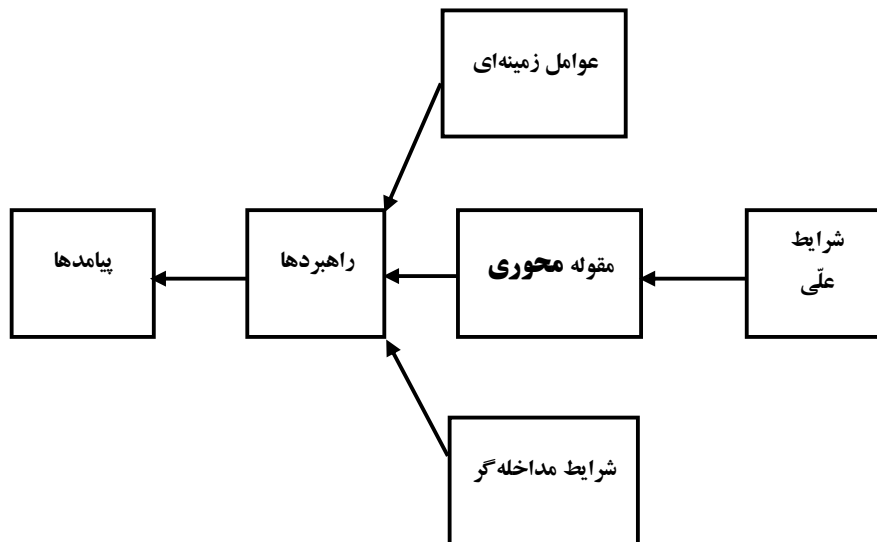 عوامل زمینه‌ای
شرایط
علّی
مقوله محوری
راهبردها
پیامدها
شرایط مداخله‌گر